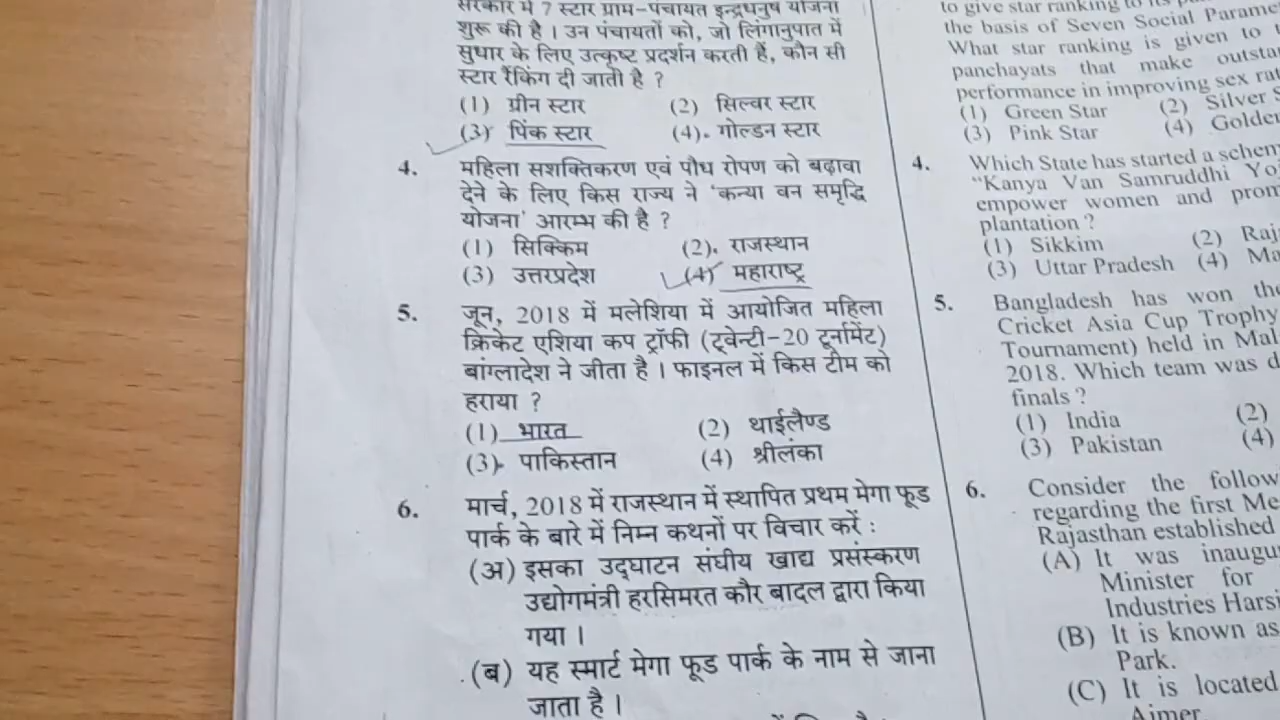 सरकार ने 7 स्टार ग्राम-पंचायत इन्द्रधनुष योजना
शुरू की है । उन पंचायतों को, जो लिंगानुपात में
सुधार के लिए उत्कृष्ट प्रदर्शन करती हैं, कौन सी
स्टार रैंकिंग दी जाती है ?
(1) ग्रीन स्टार (2) सिल्वर स्टार
(3) पिंक स्टार (4) गोल्डन स्टार
4. महिला सशक्तिकरण एवं पौध रोपण को बढ़ावा
देने के लिए किस राज्य ने 'कन्या वन समृद्धि
योजना' आरम्भ की है ?
(1) सिक्किम (2) राजस्थान
(3) उत्तरप्रदेश (4) महाराष्ट्र
5. जून, 2018 में मलेशिया में आयोजित महिला
क्रिकेट एशिया कप ट्रॉफी (ट्वेन्टी-20 टूर्नामेंट)
बांग्लादेश ने जीता है । फाइनल में किस टीम को
हराया ?
(1) भारत (2) थाईलैण्ड
(3) पाकिस्तान (4) श्रीलंका
6. मार्च, 2018 में राजस्थान में स्थापित प्रथम मेगा फूड
पार्क के बारे में निम्न कथनों पर विचार करें :
(अ) इसका उद्घाटन संघीय खाद्य प्रसंस्करण
उद्योगमंत्री हरसिमरत कौर बादल द्वारा किया
गया ।
(ब) यह स्मार्ट मेगा फूड पार्क के नाम से जाना
जाता है ।
to give star ranking to its
the basis of Seven Social
What star ranking is given to
panchayats that make
performance in improving sex
(1) Green Star (2) Silver
(3) Pink Star (4)
4. Which State has started a
"Kanya Van Samruddhi
empower women and
plantation ?
(1) Sikkim (2)
(3) Uttar Pradesh (4)
5. Bangladesh has won
Cricket Asia Cup Trophy
Tournament) held in
2018. Which team was
finals ?
(1) India (2)
(3) Pakistan (4)
6. Consider the
regarding the first
Rajasthan established
(A) It was
Minister for
Industries
(B) It is known as
Park.
(C) It is located
Ajmer